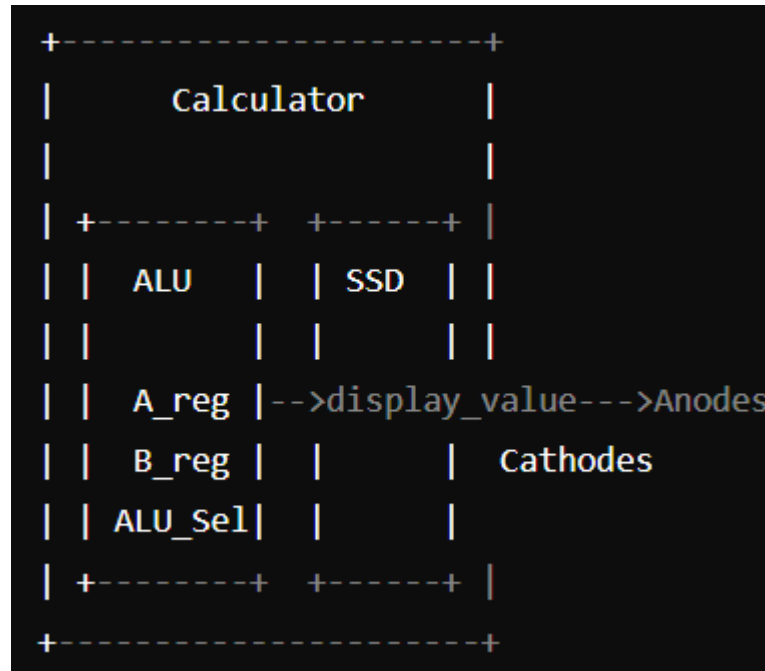 +----------------------+
|      Calculator      |
|                      |
| +--------+  +------+ |
| |  ALU   |  | SSD  | |
| |        |  |      | |
| |  A_reg |-->display_value--->Anodes
| |  B_reg |  |      |  Cathodes
| | ALU_Sel|  |      |
| +--------+  +------+ |
+----------------------+